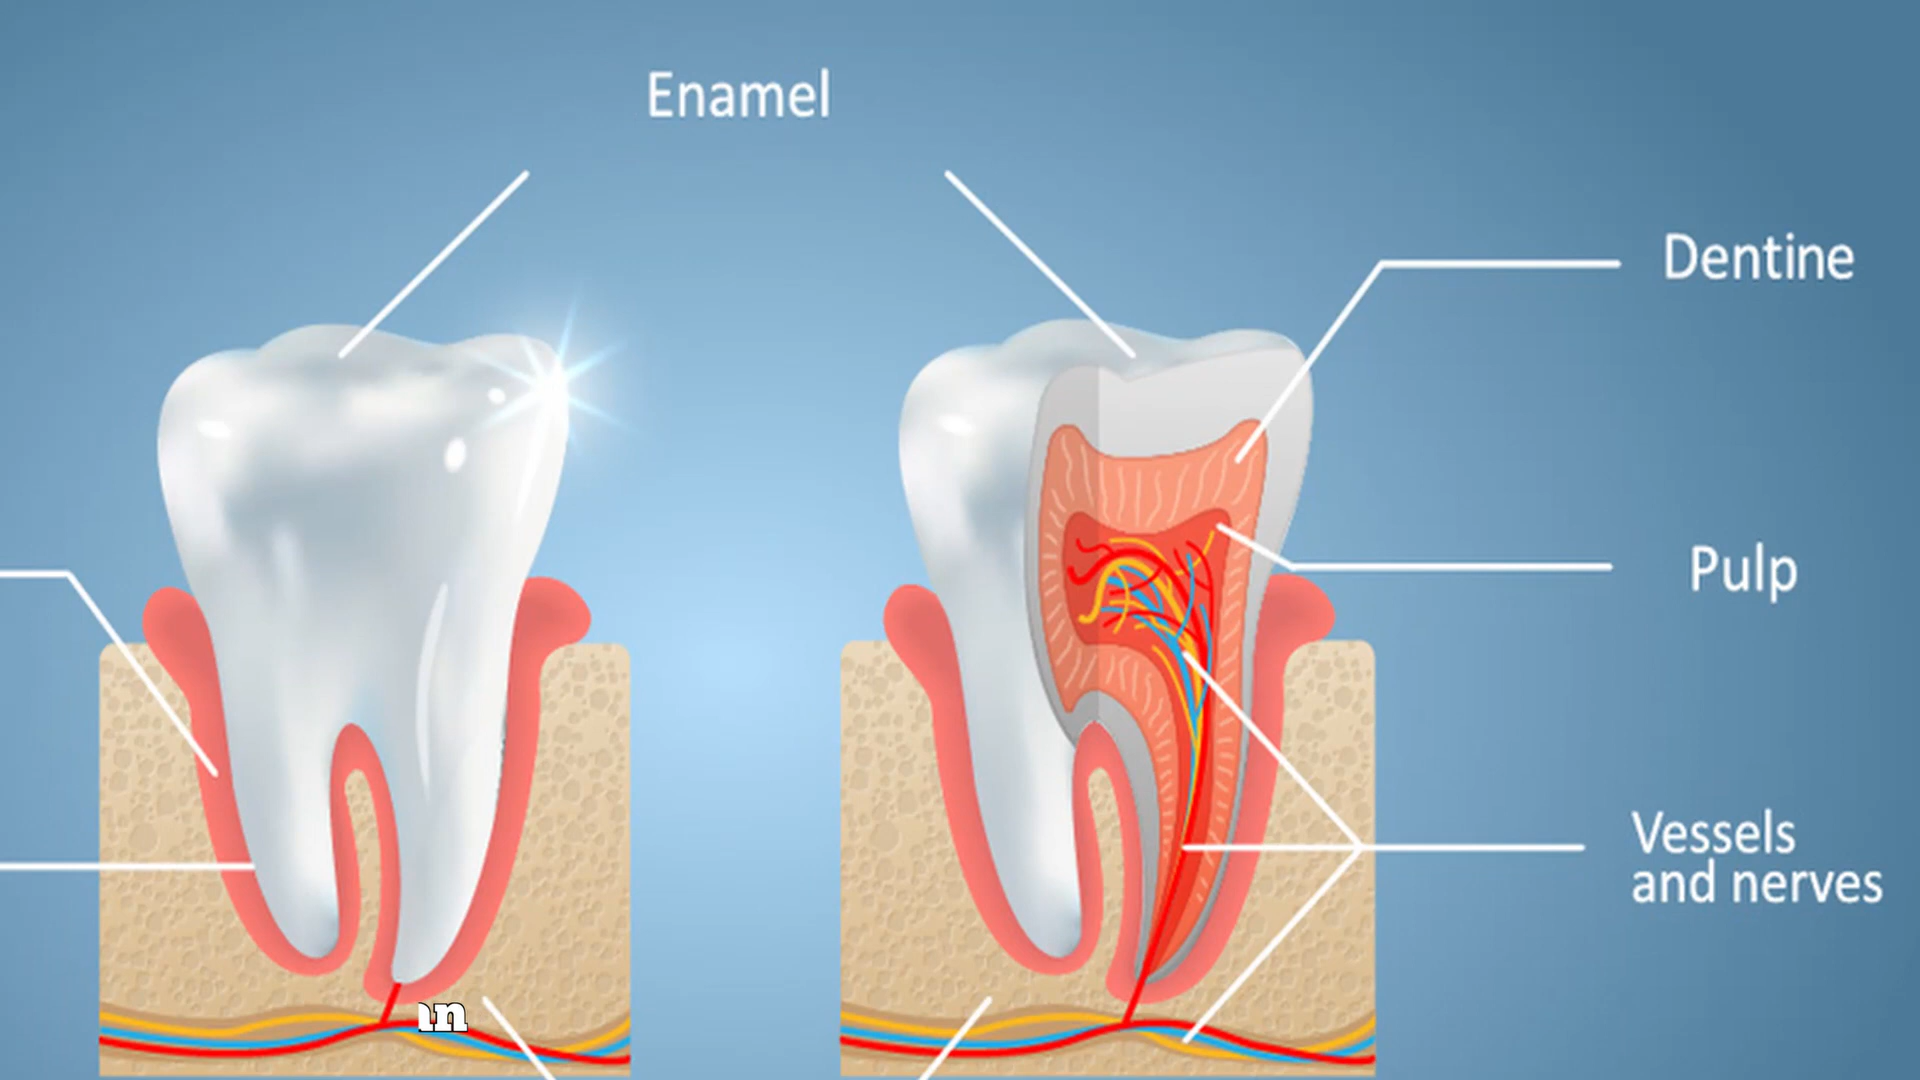 Enamel
Dentine
Pulp
Vessels
and nerves